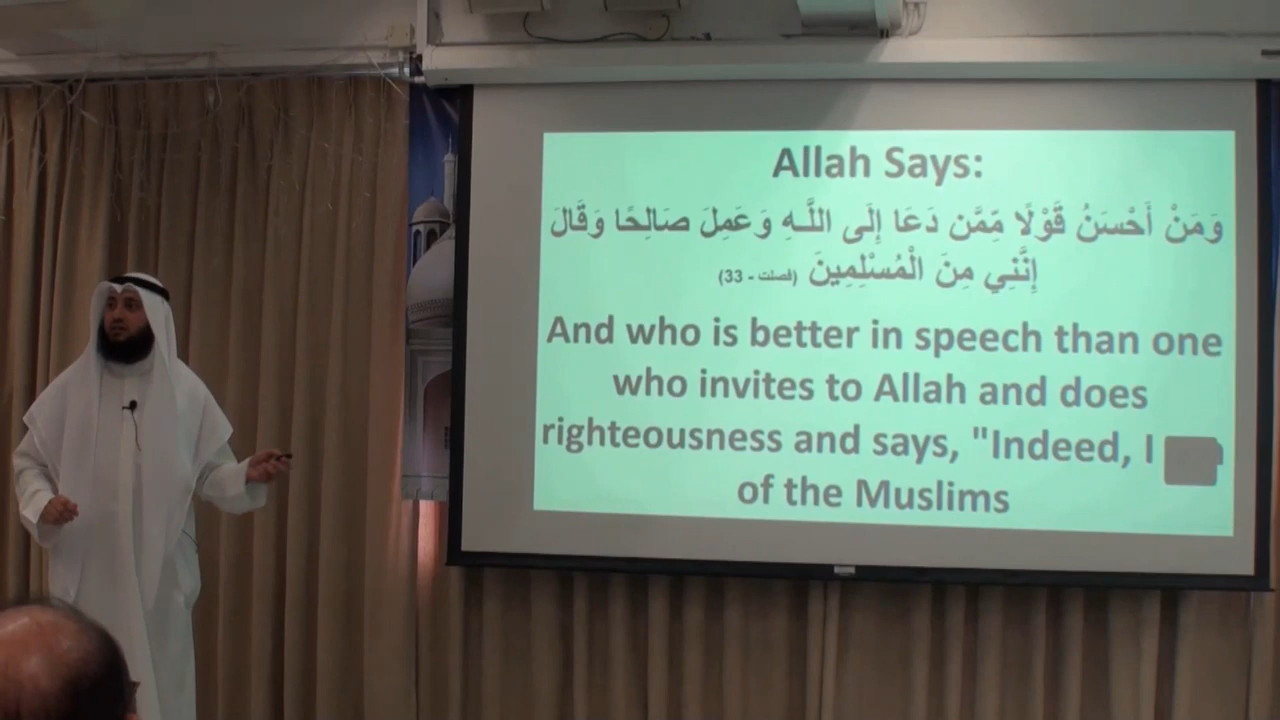 Allah Says:
وَمَنْ أَحْسَنُ قَوْلًا مِّمَّن دَعَا إِلَى اللَّـهِ وَعَمِلَ صَالِحًا وَقَالَ
إِنَّنِي مِنَ الْمُسْلِمِينَ (فصلت - 33)
And who is better in speech than one
who invites to Allah and does
righteousness and says, "Indeed, I
of the Muslims